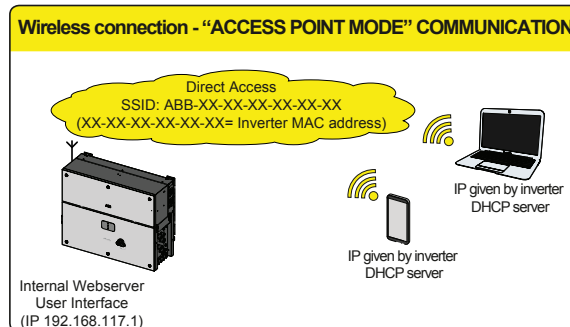 Wireless connection - “ACCESS POINT MODE” COMMUNICATION
Direct Access
SSID: ABB-XX-XX-XX-XX-XX-XX
(XX-XX-XX-XX-XX-XX= Inverter MAC address)
IP given by inverter
DHCP server
IP given by inverter
DHCP server
Internal Webserver
User Interface
(IP 192.168.117.1)